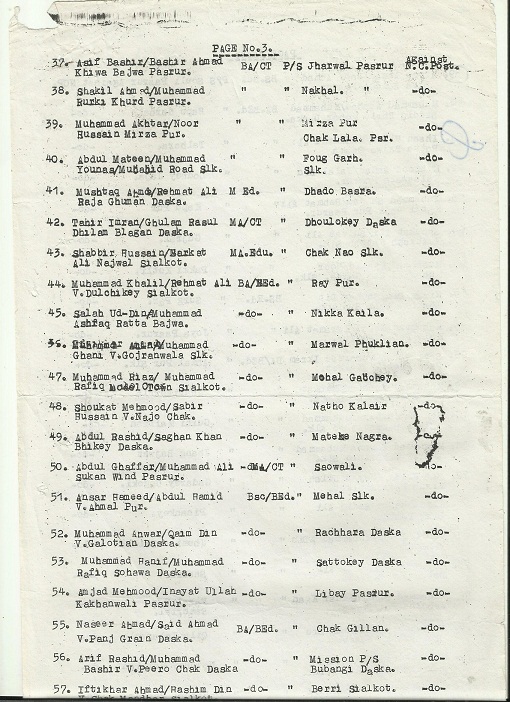 PAGE No.3.
37. Asif Bashir/Bashir Ahmad BA/CT P/S Jharwal Pasrur Against
Khiwa Bajwa Pasrur. N.C.Post.
38. Shakil Ahmad/Muhammad " " Nakhal. " -do-
Rurki Khurd Pasrur.
39. Muhammad Akhtar/Noor " " Mirza Pur -do-
Hussain Mirza Pur. Chak Lala. Psr.
40. Abdul Mateen/Muhammad " " Foug Garh. -do-
Younas/Mubahid Road Slk. Slk.
41. Mushtaq Ahmd/Rehmat Ali M Ed. " Dhado Basra. -do-
Raja Ghuman Daska.
42. Tahir Imran/Ghulam Rasul MA/CT " Dhoulokey Daska -do-
Dhilam Blagan Daska.
43. Shabbir Hussain/Barkat MA.Edu. " Chak Nao Slk. -do-
Ali Najwal Sialkot.
44. Muhammad Khalil/Rehmat Ali BA/BEd. " Ray Pur. -do-
V.Dulchikey Sialkot.
45. Salah Ud-Din/Muhammad -do- " Nikka Kaila. -do-
Ashfaq Ratta Bajwa.
/Muhammad -do- " Marwal Phuklian. -do-
Ghani V.Gojranwala Slk.
47. Muhammad Riaz/ Muhammad -do- " Mohal Gadohey. -do-
Rafiq Model Town Sialkot.
48. Shoukat Mehmood/Sabir -do- " Natho Kalair -do-
Hussain V.Najo Chak.
49. Abdul Rashid/Saghan Khan -do- " Mateke Nagra. -do-
Bhikey Daska.
50. Abdul Ghaffar/Muhammad Ali MA/CT " Saowali. -do-
Sukan Wind Pasrur.
51. Ansar Hameed/Abdul Hamid Bsc/BEd. " Mehal Slk. -do-
V.Ahmal Pur.
52. Muhammad Anwar/Qaim Din -do- " Rachhara Daska -do-
V.Galotian Daska.
53. Muhammad Hanif/Muhammad -do- " Sattokey Daska -do-
Rafiq Sohawa Daska.
54. Amjad Mehmood/Inayat Ullah -do- " Libay Pasrur. -do-
Kakhanwali Pasrur.
55. Naseer Ahmad/Said Ahmad BA/BEd. " Chak Gillan. -do-
V.Panj Grain Daska.
56. Arif Rashid/Muhammad -do- " Mission P/S -do-
Bashir V.Peero Chak Daska Bubangi Daska.
57. Iftikhar Ahmad/Hashim Din -do- " Berri Sialkot. -do-